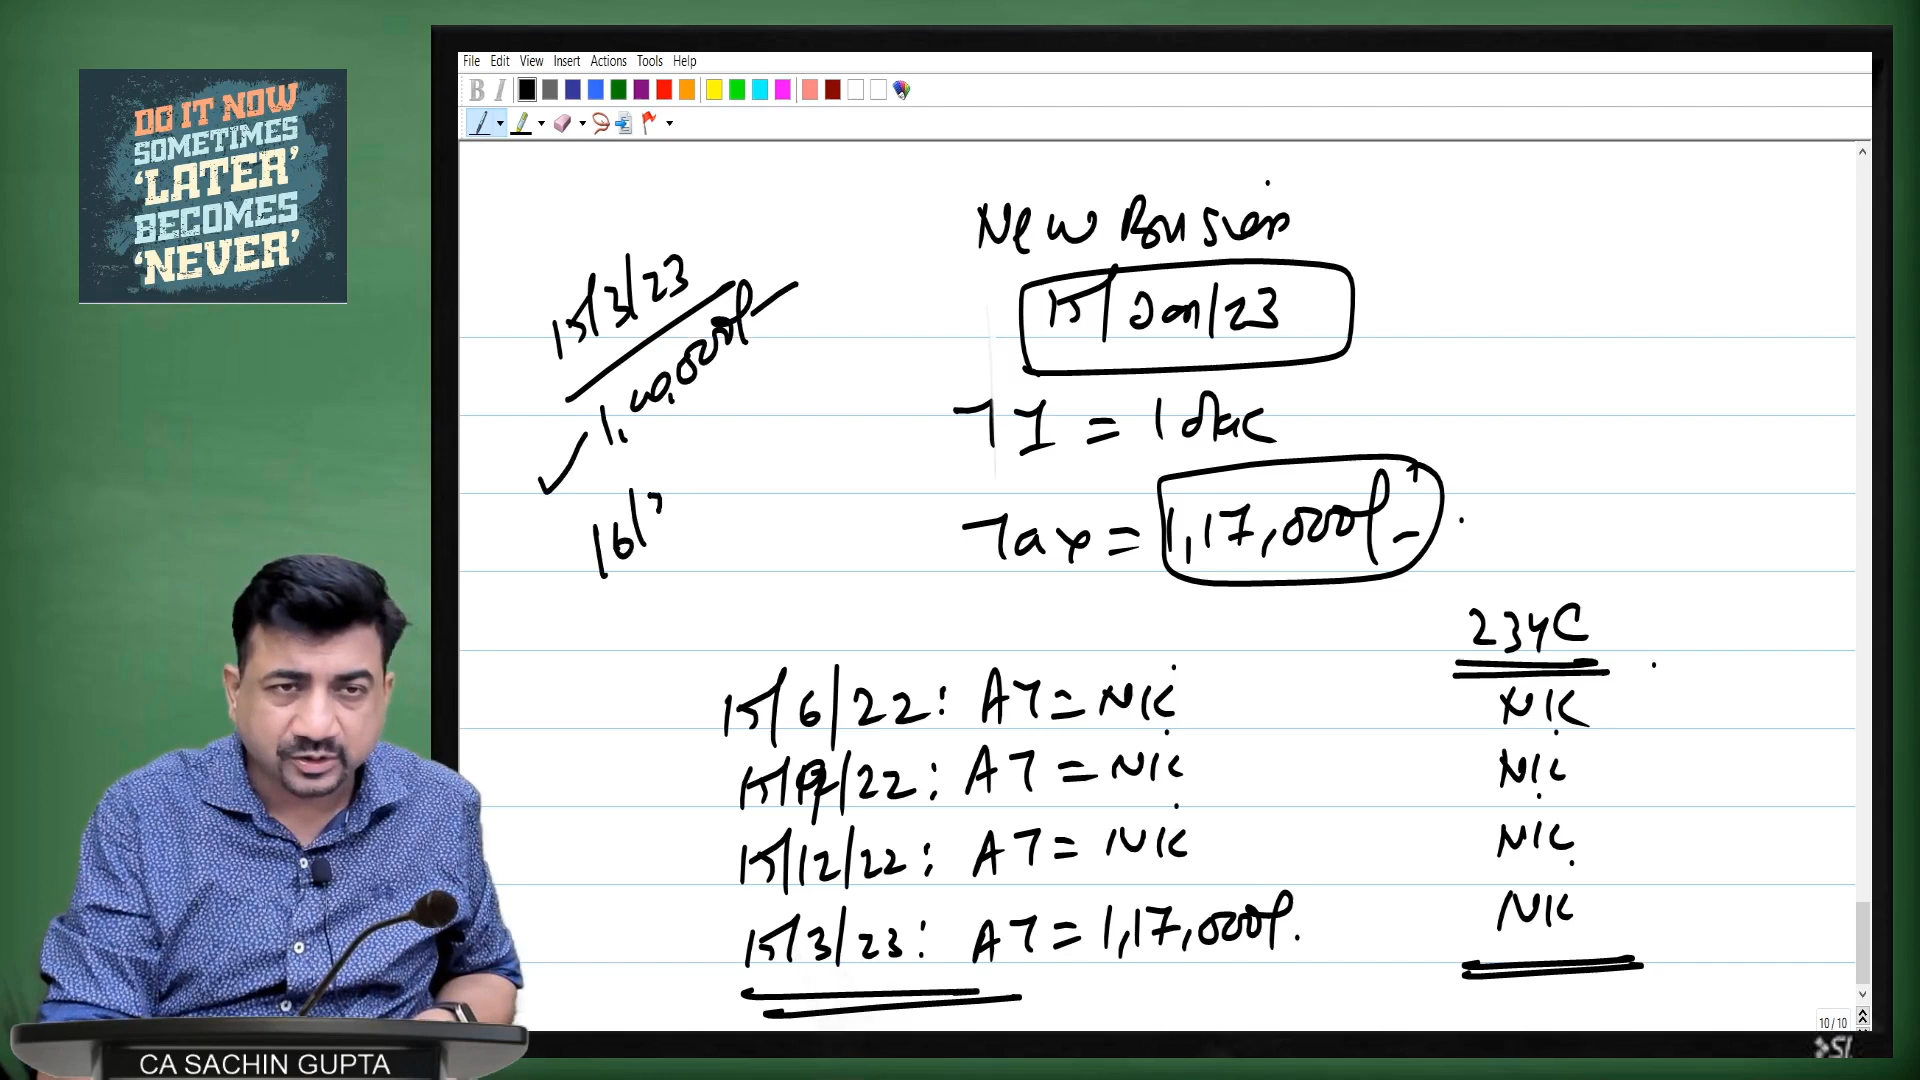 DO IT NOW
SOMETIMES
‘LATER’
BECOMES
‘NEVER’
File Edit View Insert Actions Tools Help
B I
New Business
15/Jan/23
TI = 10 lac
Tax = 1,17,000/-
15/3/23
1,00,000/-
16/
234C
15/6/22: AT = Nil Nil
15/9/22: AT = Nil Nil
15/12/22: AT = Nil Nil
15/3/23: AT = 1,17,000/- Nil
10/10
CA SACHIN GUPTA